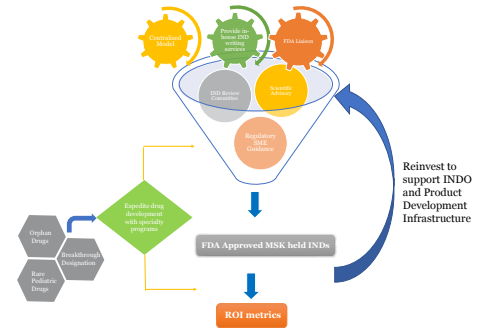 Centralized
Model
Provide in-
house IND
writing
services
FDA Liaison
IND Review
Committee
Scientific
Advisory
Regulatory
SME
Guidance
Reinvest to
support INDO
and Product
Development
Infrastructure
Expedite drug
development
with specialty
programs
Orphan
Drugs
Breakthrough
Designation
Rare
Pediatric
Drugs
FDA Approved MSK held INDs
ROI metrics